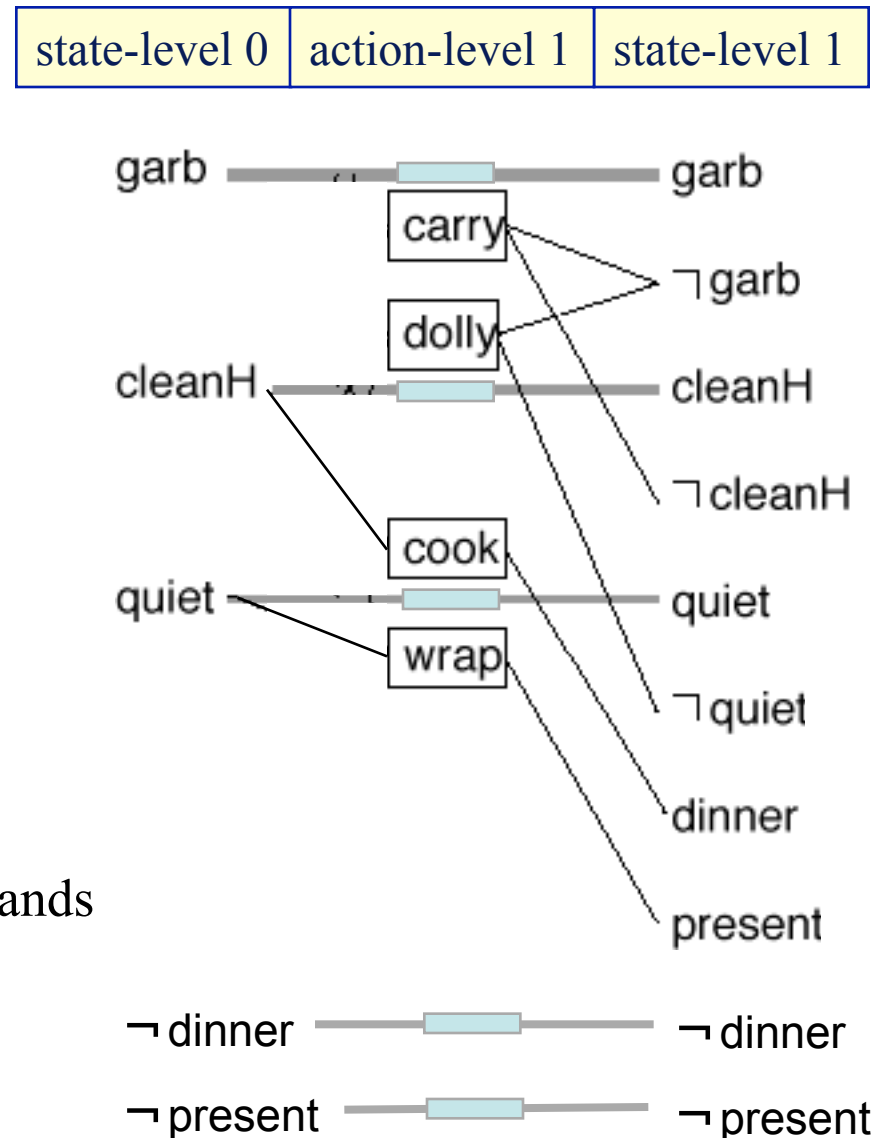 state-level 0 action-level 1 state-level 1
garb garb
carry
¬ garb
dolly
cleanH cleanH
¬ cleanH
cook
quiet quiet
wrap
¬ quiet
dinner
ands
present
¬ dinner ¬ dinner
¬ present ¬ present